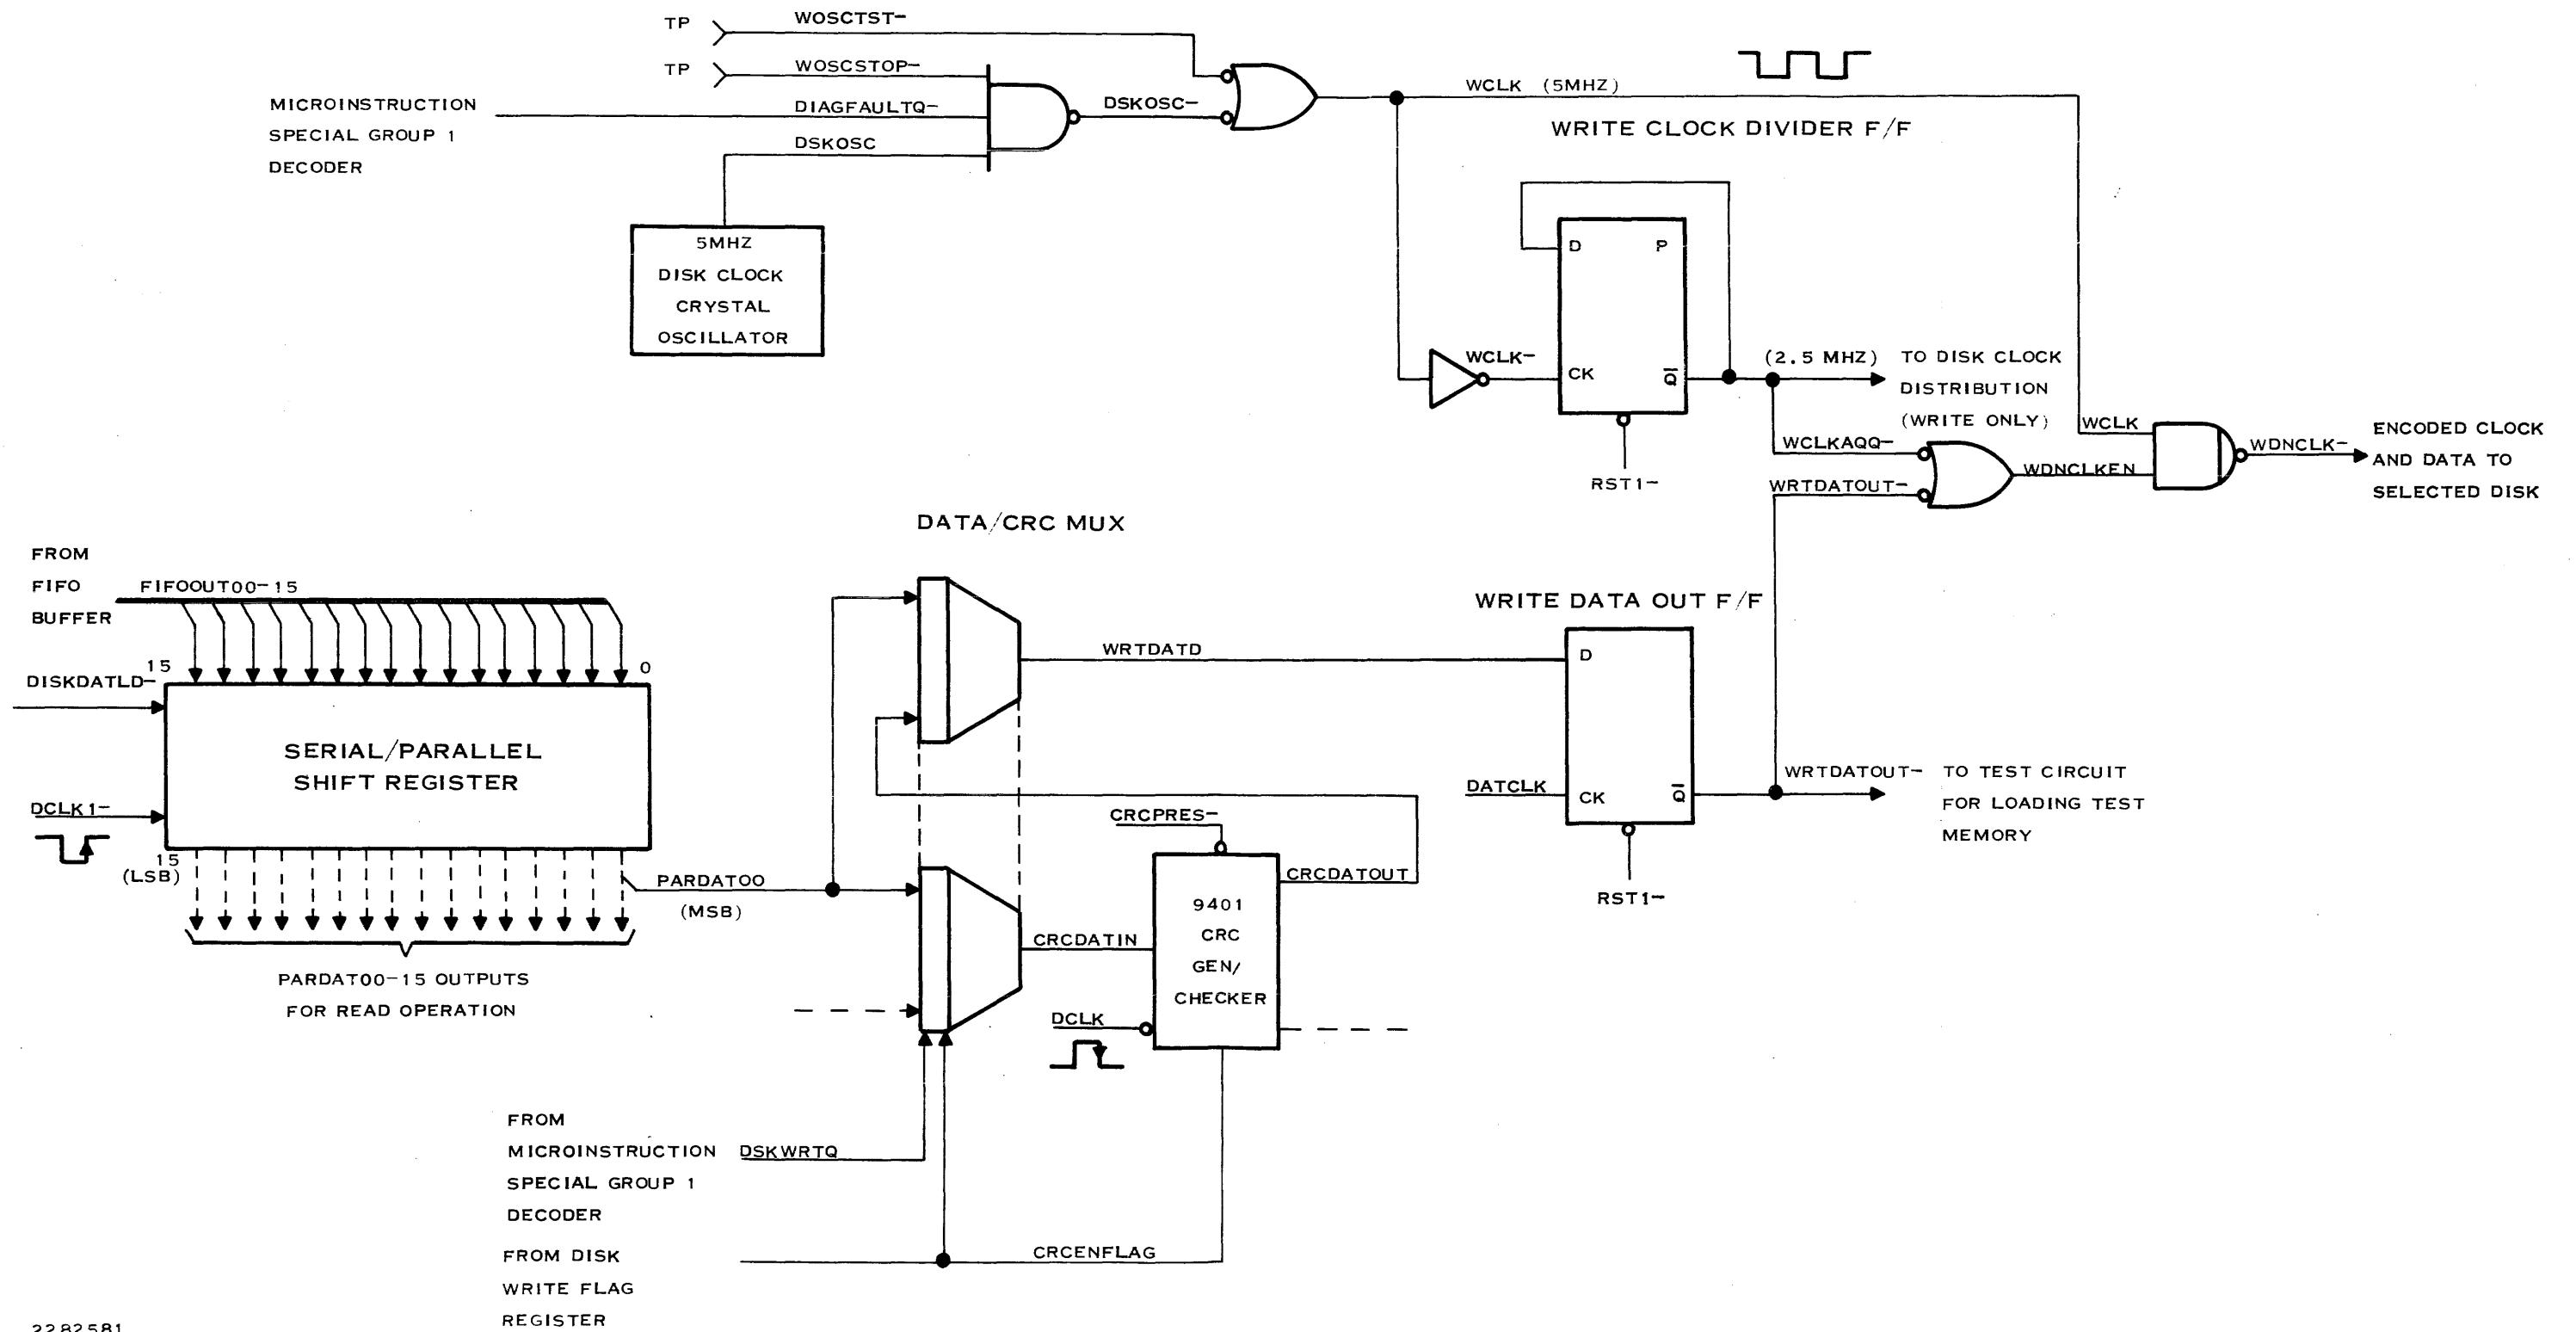 TP
WOSCTST-
TP
WOSCSTOP-
MICROINSTRUCTION
SPECIAL GROUP 1
DECODER
DIAGFAULTQ-
DSKOSC
DSKOSC-
5MHZ
DISK CLOCK
CRYSTAL
OSCILLATOR
WCLK (5MHZ)
WRITE CLOCK DIVIDER F/F
D
P
WCLK-
CK
Q
RST1-
(2.5 MHZ)
TO DISK CLOCK
DISTRIBUTION
(WRITE ONLY)
WCLKAQQ-
WRTDATOUT-
WCLK
WDNCLKEN
WDNCLK-
ENCODED CLOCK
AND DATA TO
SELECTED DISK
DATA/CRC MUX
FROM
FIFO
BUFFER
FIFOOUT00-15
15
0
DISKDATLD-
SERIAL/PARALLEL
SHIFT REGISTER
DCLK1-
15
(LSB)
PARDAT00
(MSB)
PARDAT00-15 OUTPUTS
FOR READ OPERATION
WRTDATD
WRITE DATA OUT F/F
D
DATCLK
CK
Q
RST1-
WRTDATOUT-
TO TEST CIRCUIT
FOR LOADING TEST
MEMORY
CRCPRES-
CRCDATOUT
CRCDATIN
9401
CRC
GEN/
CHECKER
DCLK
FROM
MICROINSTRUCTION
SPECIAL GROUP 1
DECODER
DSKWRTQ
FROM DISK
WRITE FLAG
REGISTER
CRCENFLAG
2282581